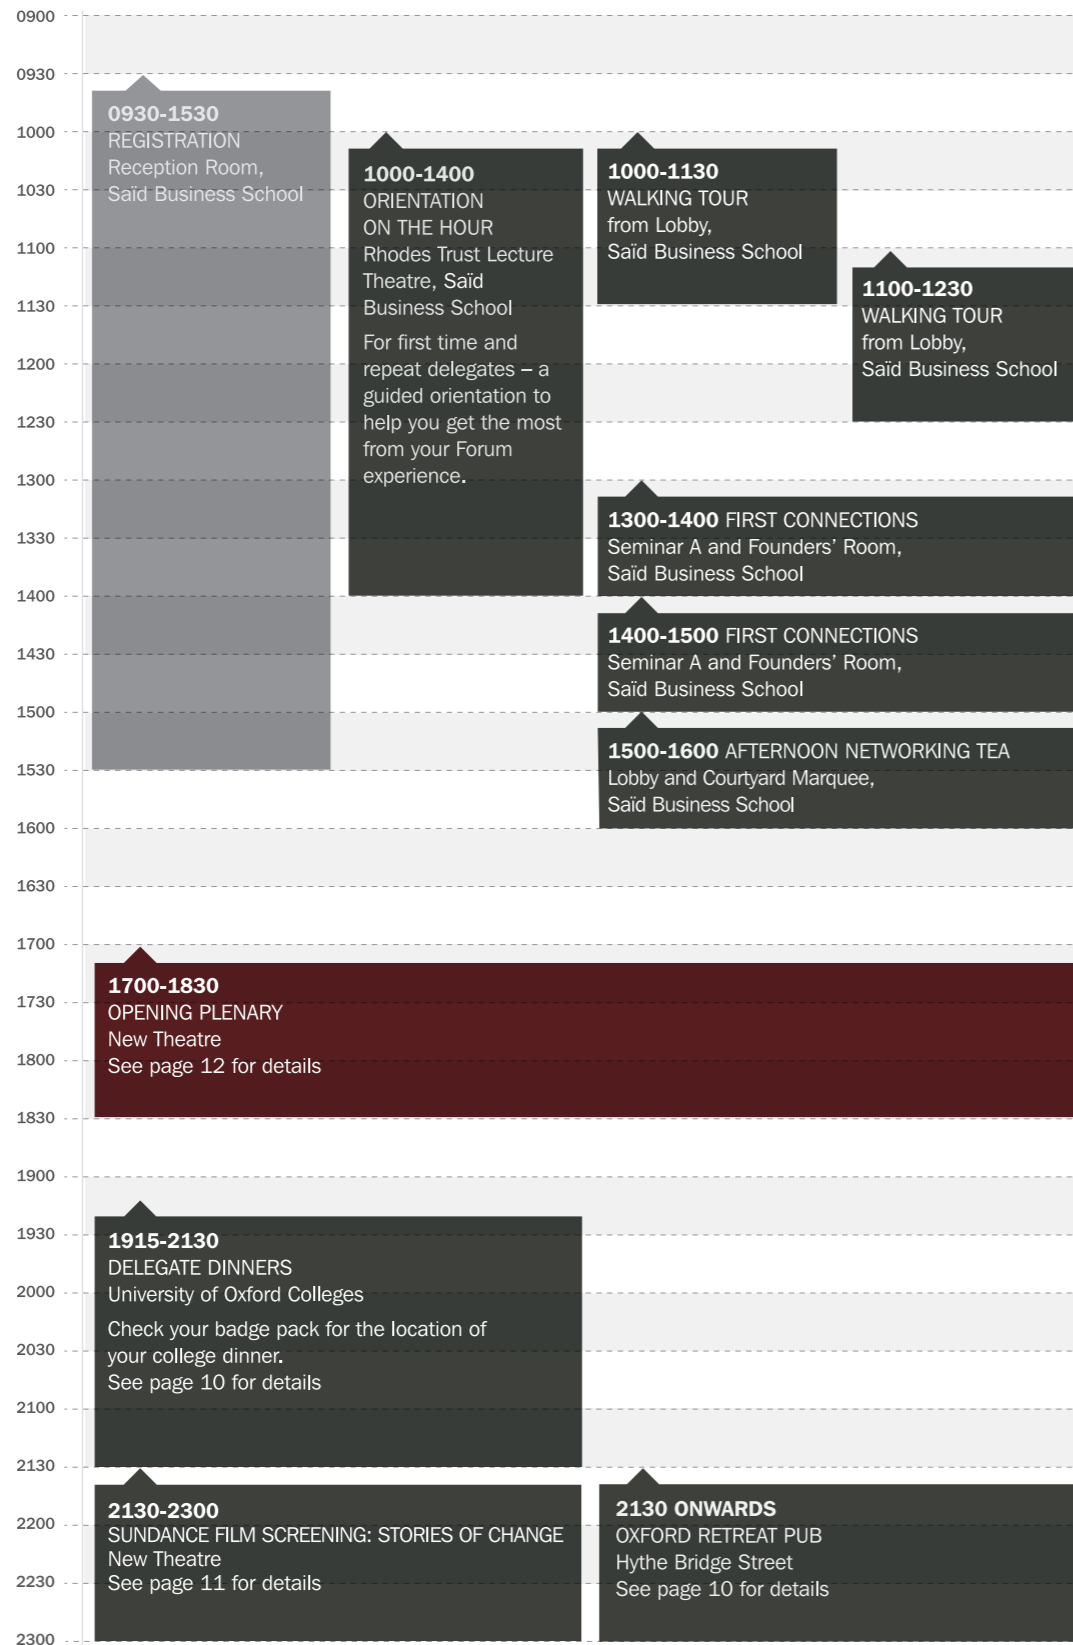 0900
0930
1000
1030
1100
1130
1200
1230
1300
1330
1400
1430
1500
1530
1600
1630
1700
1730
1800
1830
1900
1930
2000
2030
2100
2130
2200
2230
2300
0930-1530
REGISTRATION
Reception Room,
Saïd Business School
1000-1400
ORIENTATION
ON THE HOUR
Rhodes Trust Lecture
Theatre, Saïd
Business School
For first time and
repeat delegates – a
guided orientation to
help you get the most
from your Forum
experience.
1000-1130
WALKING TOUR
from Lobby,
Saïd Business School
1100-1230
WALKING TOUR
from Lobby,
Saïd Business School
1300-1400 FIRST CONNECTIONS
Seminar A and Founders’ Room,
Saïd Business School
1400-1500 FIRST CONNECTIONS
Seminar A and Founders’ Room,
Saïd Business School
1500-1600 AFTERNOON NETWORKING TEA
Lobby and Courtyard Marquee,
Saïd Business School
1700-1830
OPENING PLENARY
New Theatre
See page 12 for details
1915-2130
DELEGATE DINNERS
University of Oxford Colleges
Check your badge pack for the location of
your college dinner.
See page 10 for details
2130-2300
SUNDANCE FILM SCREENING: STORIES OF CHANGE
New Theatre
See page 11 for details
2130 ONWARDS
OXFORD RETREAT PUB
Hythe Bridge Street
See page 10 for details